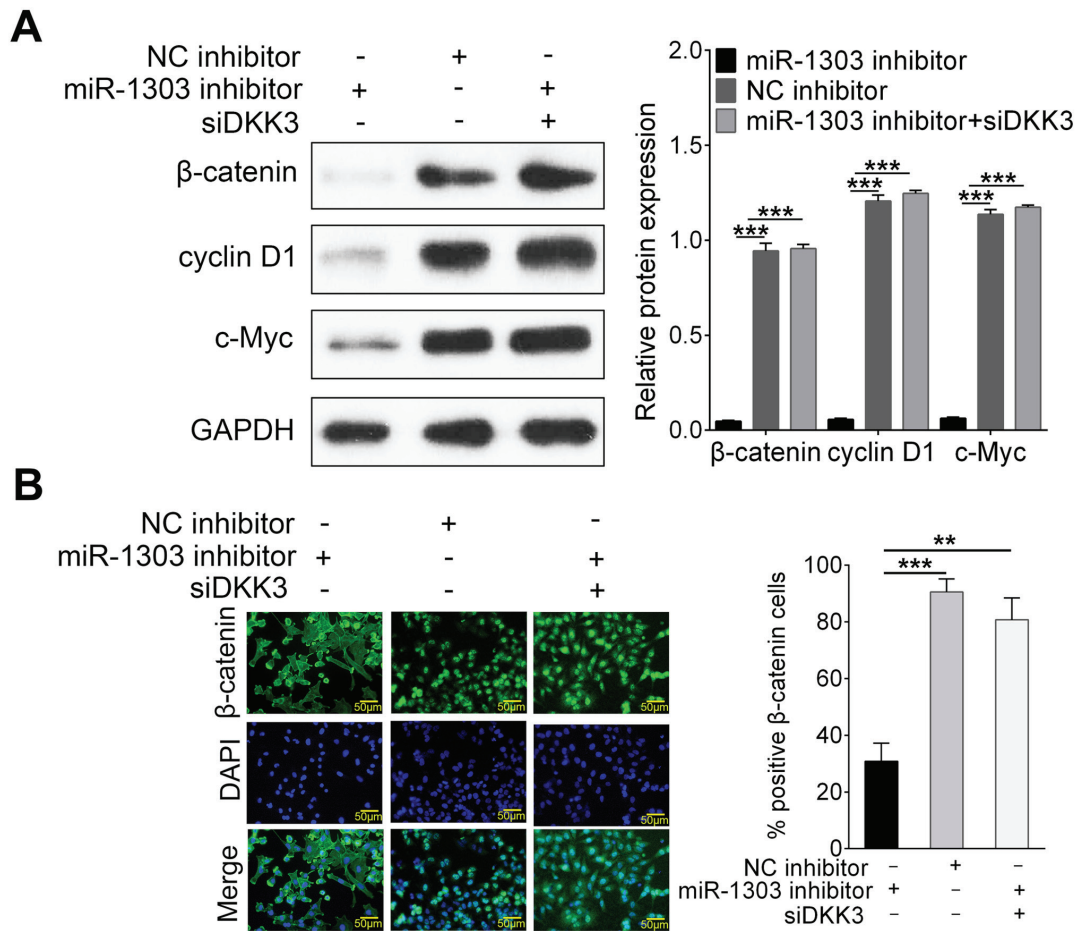 A
NC inhibitor - + -
miR-1303 inhibitor + - +
siDKK3 - - +
β-catenin
cyclin D1
c-Myc
GAPDH
2.0
1.5
1.0
0.5
0.0
Relative protein expression
miR-1303 inhibitor
NC inhibitor
miR-1303 inhibitor+siDKK3
*** ***
*** ***
*** ***
β-catenin cyclin D1 c-Myc
B
NC inhibitor - + -
miR-1303 inhibitor + - +
siDKK3 - - +
β-catenin
50μm 50μm 50μm
DAPI
50μm 50μm 50μm
Merge
50μm 50μm 50μm
% positive β-catenin cells
100
80
60
40
20
0
**
***
NC inhibitor - + -
miR-1303 inhibitor + - +
siDKK3 - - +